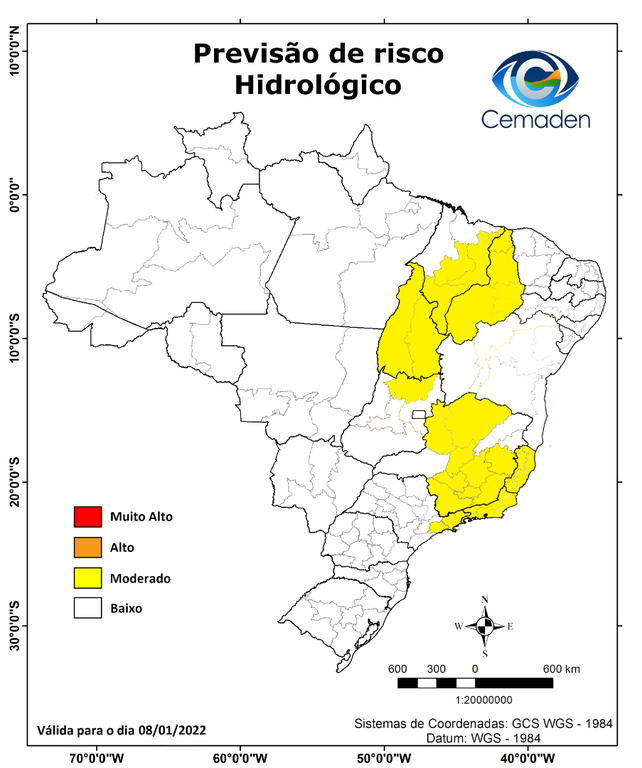 Previsão de risco
Hidrológico
Cemaden
10°0'0"N
0°0'0"
10°0'0"S
20°0'0"S
30°0'0"S
Muito Alto
Alto
Moderado
Baixo
N
W E
S
600 300 0 600 km
1:20000000
Válida para o dia 08/01/2022
Sistemas de Coordenadas: GCS WGS - 1984
Datum: WGS - 1984
70°0'0"W 60°0'0"W 50°0'0"W 40°0'0"W